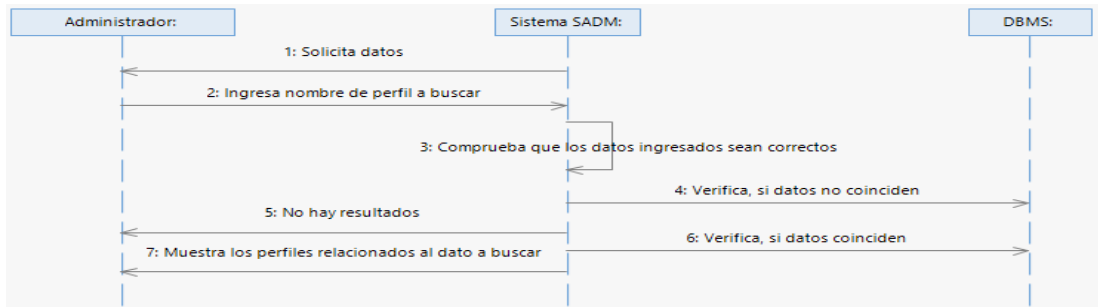 Administrador:
Sistema SADM:
DBMS:
1: Solicita datos
2: Ingresa nombre de perfil a buscar
3: Comprueba que los datos ingresados sean correctos
4: Verifica, si datos no coinciden
5: No hay resultados
6: Verifica, si datos coinciden
7: Muestra los perfiles relacionados al dato a buscar